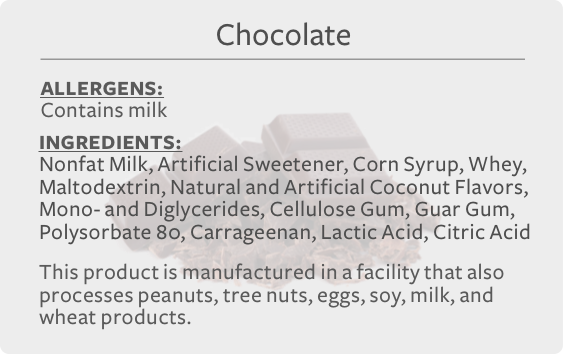 Chocolate
ALLERGENS:
Contains milk
INGREDIENTS:
Nonfat Milk, Artificial Sweetener, Corn Syrup, Whey,
Maltodextrin, Natural and Artificial Coconut Flavors,
Mono- and Diglycerides, Cellulose Gum, Guar Gum,
Polysorbate 80, Carrageenan, Lactic Acid, Citric Acid
This product is manufactured in a facility that also
processes peanuts, tree nuts, eggs, soy, milk, and
wheat products.